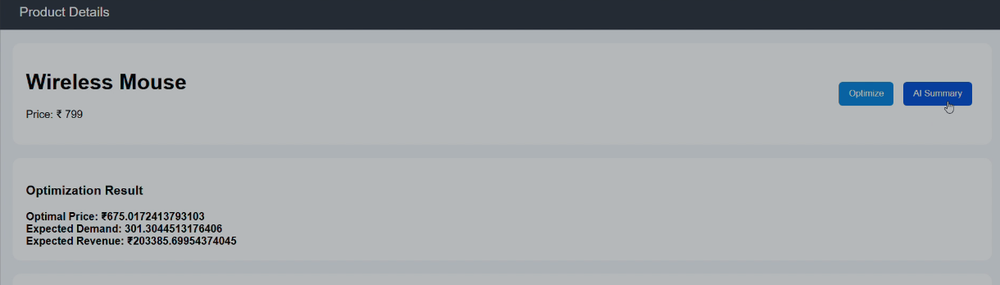 Product Details
Wireless Mouse
Optimize
AI Summary
Price: ₹ 799
Optimization Result
Optimal Price: ₹675.0172413793103
Expected Demand: 301.3044513176406
Expected Revenue: ₹203385.69954374045